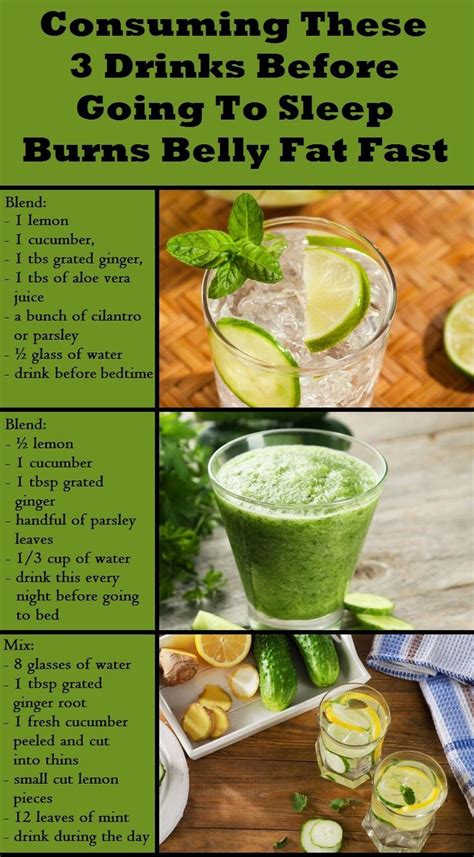 Consuming These
3 Drinks Before
Going To Sleep
Burns Belly Fat Fast
Blend:
- 1 lemon
- 1 cucumber,
- 1 tbs grated ginger,
- 1 tbs of aloe vera
juice
- a bunch of cilantro
or parsley
- ½ glass of water
- drink before bedtime
Blend:
- ½ lemon
- 1 cucumber
- 1 tbsp grated
ginger
- handful of parsley
leaves
- 1/3 cup of water
- drink this every
night before going
to bed
Mix:
- 8 glasses of water
- 1 tbsp grated
ginger root
- 1 fresh cucumber
peeled and cut
into thins
- small cut lemon
pieces
- 12 leaves of mint
- drink during the day